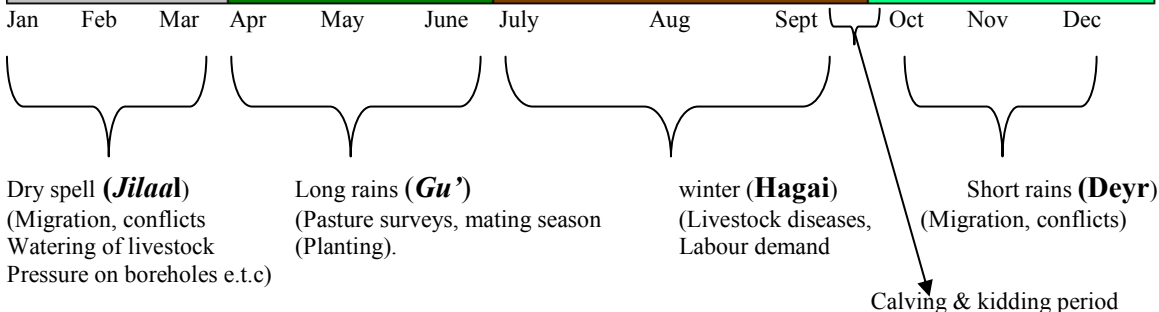 Jan Feb Mar Apr May June July Aug Sept Oct Nov Dec
Dry spell (Jilaal)
(Migration, conflicts
Watering of livestock
Pressure on boreholes e.t.c)
Long rains (Gu’)
(Pasture surveys, mating season
(Planting).
winter (Hagai)
(Livestock diseases,
Labour demand
Short rains (Deyr)
(Migration, conflicts)
Calving & kidding period